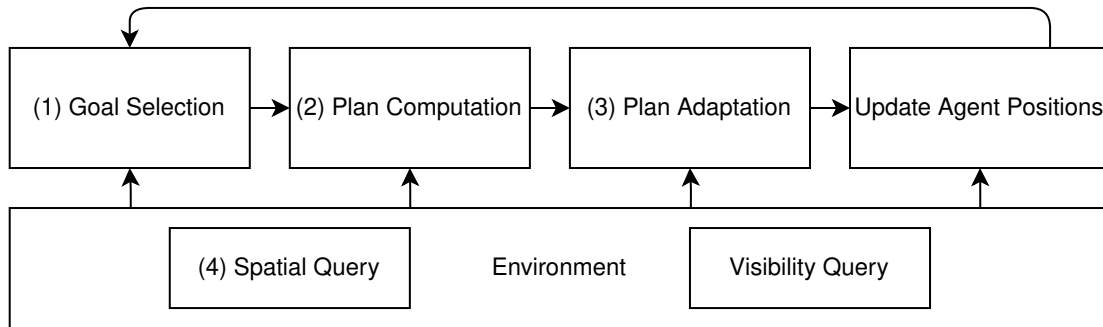 (1) Goal Selection
(2) Plan Computation
(3) Plan Adaptation
Update Agent Positions
(4) Spatial Query
Environment
Visibility Query